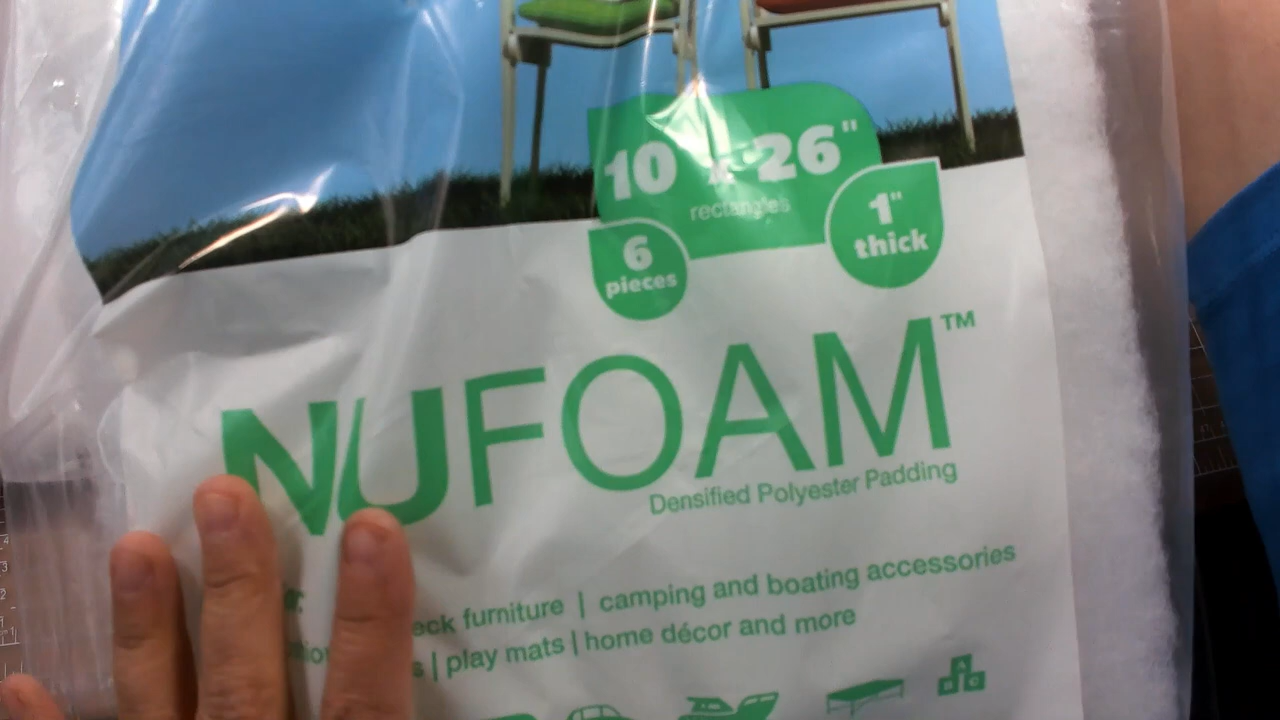 10 x 26"
rectangles
1"
thick
6
pieces
NUFOAM™
Densified Polyester Padding
furniture | camping and boating accessories
| play mats | home décor and more